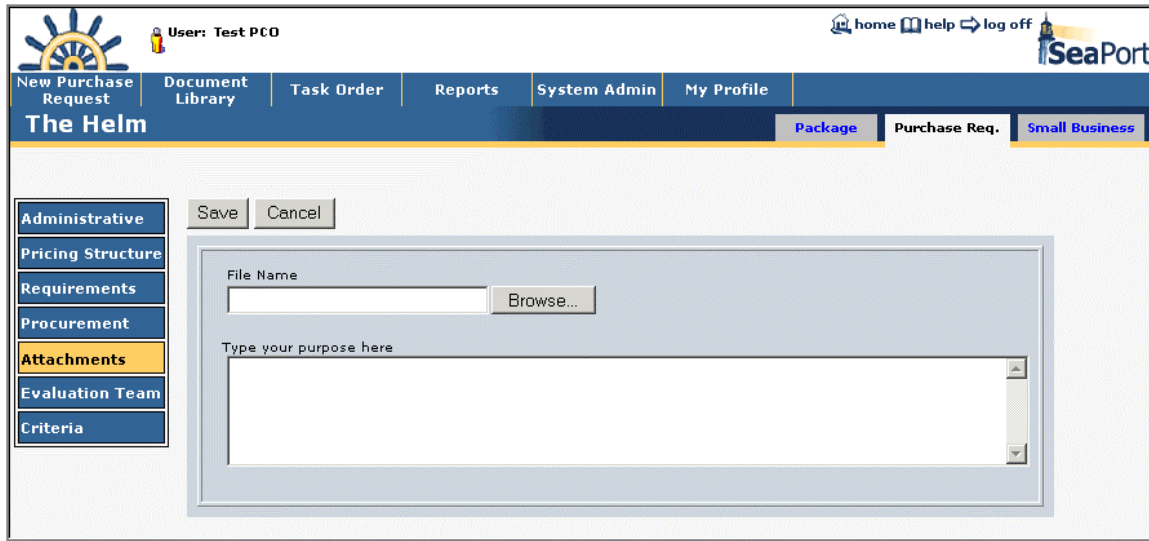 User: Test PCO
home help log off
SeaPort
New Purchase Request
Document Library
Task Order
Reports
System Admin
My Profile
The Helm
Package
Purchase Req.
Small Business
Administrative
Pricing Structure
Requirements
Procurement
Attachments
Evaluation Team
Criteria
Save
Cancel
File Name
Browse...
Type your purpose here